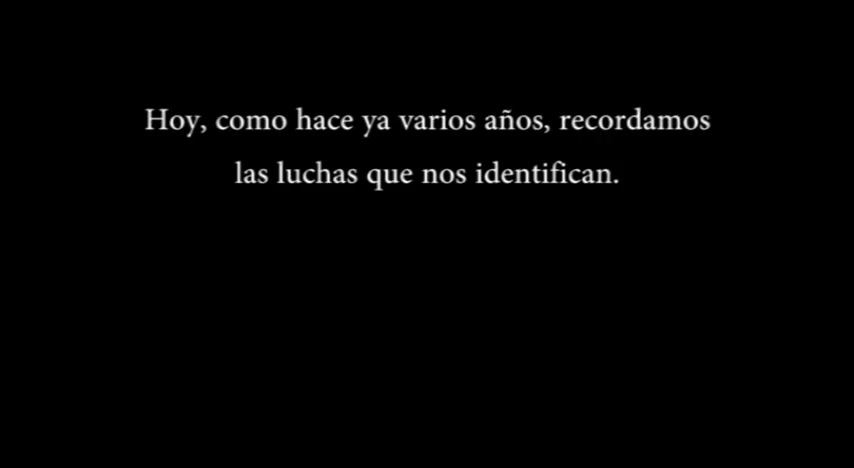 Hoy, como hace ya varios años, recordamos
las luchas que nos identifican.